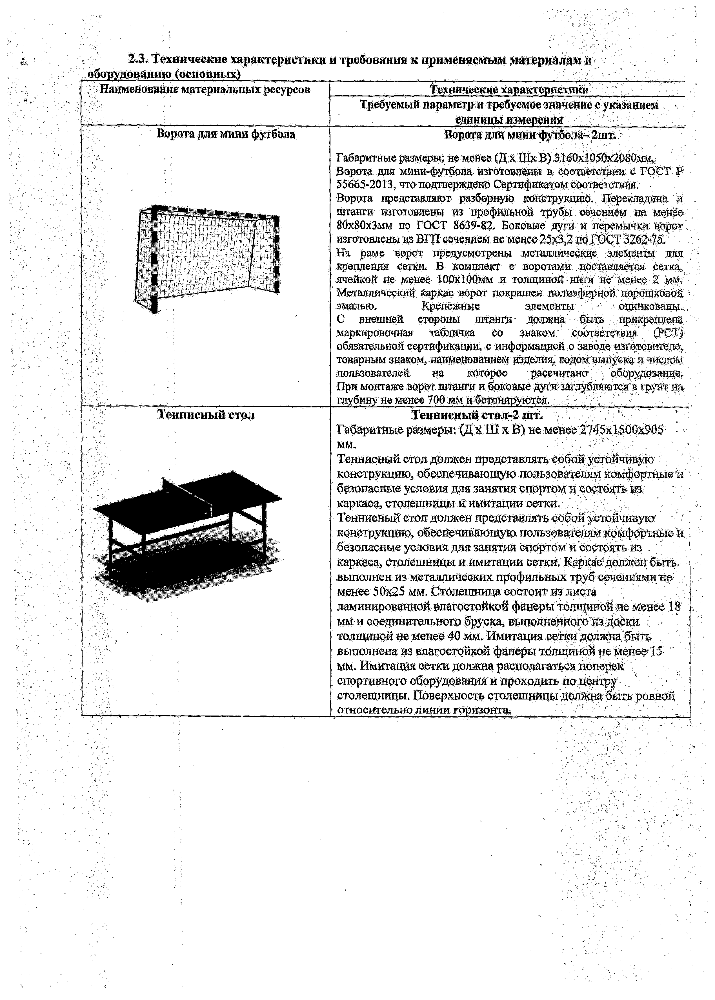 2.3. Технические характеристики и требования к применяемым материалам и
оборудованию (основных)
Наименование материальных ресурсов
Технические характеристики
Требуемый параметр и требуемое значение с указанием
единицы измерения
Ворота для мини футбола
Ворота для мини футбола– 2шт.
Габаритные размеры: не менее (Д х Шх В) 3160х1050х2080мм,
Ворота для мини-футбола изготовлены в соответствии с ГОСТ Р
55665-2013, что подтверждено Сертификатом соответствия.
Ворота представляют разборную конструкцию. Перекладина и
штанги изготовлены из профильной трубы сечением не менее
80х80х3мм по ГОСТ 8639-82. Боковые дуги и перемычки ворот
изготовлены из ВГП сечением не менее 25х3,2 по ГОСТ 3262-75.
На раме ворот предусмотрены металлические элементы для
крепления сетки. В комплект с воротами поставляется сетка,
ячейкой не менее 100х100мм и толщиной нити не менее 2 мм.
Металлический каркас ворот покрашен полиэфирной порошковой
эмалью. Крепежные элементы оцинкованы.
С внешней стороны штанги должна быть прикреплена
маркировочная табличка со знаком соответствия (РСТ)
обязательной сертификации, с информацией о заводе изготовителе,
товарным знаком, наименованием изделия, годом выпуска и числом
пользователей на которое рассчитано оборудование.
При монтаже ворот штанги и боковые дуги заглубляются в грунт на
глубину не менее 700 мм и бетонируются.
Теннисный стол
Теннисный стол-2 шт.
Габаритные размеры: (Д х Ш х В) не менее 2745х1500х905
мм.
Теннисный стол должен представлять собой устойчивую
конструкцию, обеспечивающую пользователям комфортные и
безопасные условия для занятия спортом и состоять из
каркаса, столешницы и имитации сетки.
Теннисный стол должен представлять собой устойчивую
конструкцию, обеспечивающую пользователям комфортные и
безопасные условия для занятия спортом и состоять из
каркаса, столешницы и имитации сетки. Каркас должен быть
выполнен из металлических профильных труб сечениями не
менее 50х25 мм. Столешница состоит из листа
ламинированной влагостойкой фанеры толщиной не менее 18
мм и соединительного бруска, выполненного из доски
толщиной не менее 40 мм. Имитация сетки должна быть
выполнена из влагостойкой фанеры толщиной не менее 15
мм. Имитация сетки должна располагаться поперек
спортивного оборудования и проходить по центру
столешницы. Поверхность столешницы должна быть ровной
относительно линии горизонта.